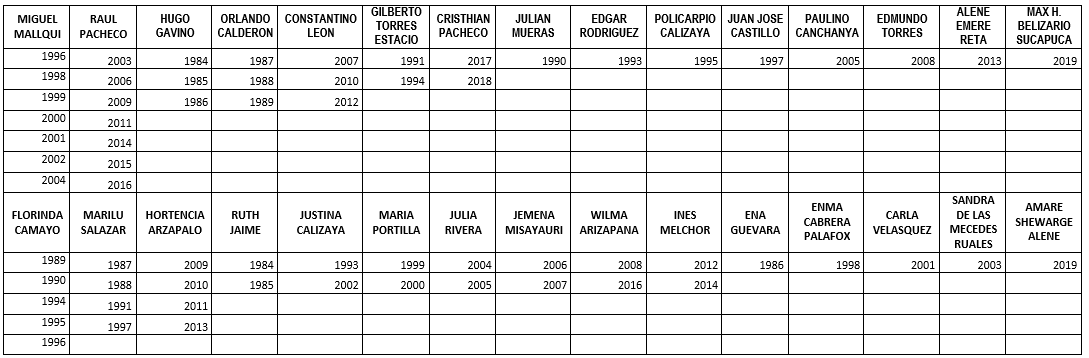 MIGUEL MALLQUI RAUL PACHECO HUGO GAVINO ORLANDO CALDERON CONSTANTINO LEON GILBERTO TORRES ESTACIO CRISTHIAN PACHECO JULIAN MUERAS EDGAR RODRIGUEZ POLICARPIO CALIZAYA JUAN JOSE CASTILLO PAULINO CANCHANYA EDMUNDO TORRES ALENE EMERE RETA MAX H. BELIZARIO SUCAPUCA
1996 2003 1984 1987 2007 1991 2017 1990 1993 1995 1997 2005 2008 2013 2019
1998 2006 1985 1988 2010 1994 2018
1999 2009 1986 1989 2012
2000 2011
2001 2014
2002 2015
2004 2016
FLORINDA CAMAYO MARILU SALAZAR HORTENCIA ARZAPALO RUTH JAIME JUSTINA CALIZAYA MARIA PORTILLA JULIA RIVERA JEMENA MISAYAURI WILMA ARIZAPANA INES MELCHOR ENA GUEVARA ENMA CABRERA PALAFOX CARLA VELASQUEZ SANDRA DE LAS MECEDES RUALES AMARE SHEWARGE ALENE
1989 1987 2009 1984 1993 1999 2004 2006 2008 2012 1986 1998 2001 2003 2019
1990 1988 2010 1985 2002 2000 2005 2007 2016 2014
1994 1991 2011
1995 1997 2013
1996